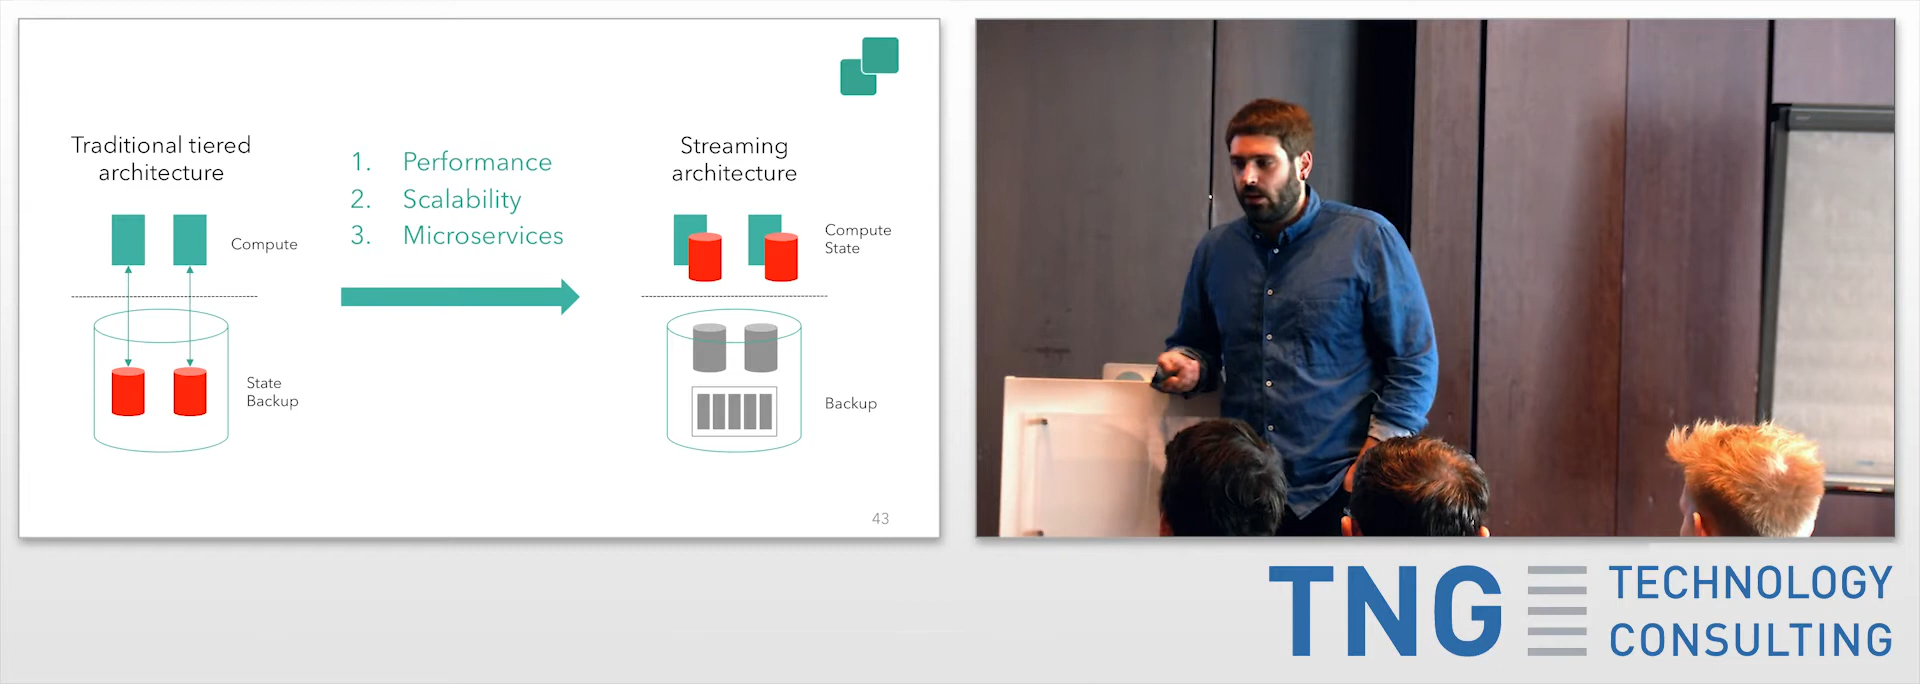 Traditional tiered
architecture
1. Performance
2. Scalability
3. Microservices
Streaming
architecture
Compute
Compute
State
State
Backup
Backup
43
TNG TECHNOLOGY
CONSULTING